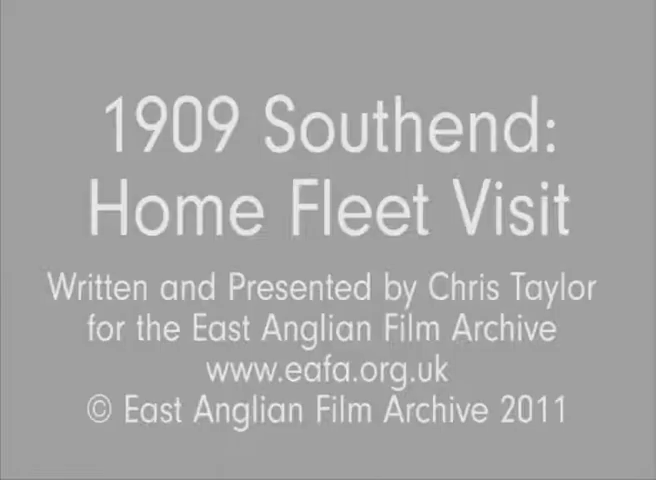 1909 Southend:
Home Fleet Visit
Written and Presented by Chris Taylor
for the East Anglian Film Archive
www.eafa.org.uk
© East Anglian Film Archive 2011